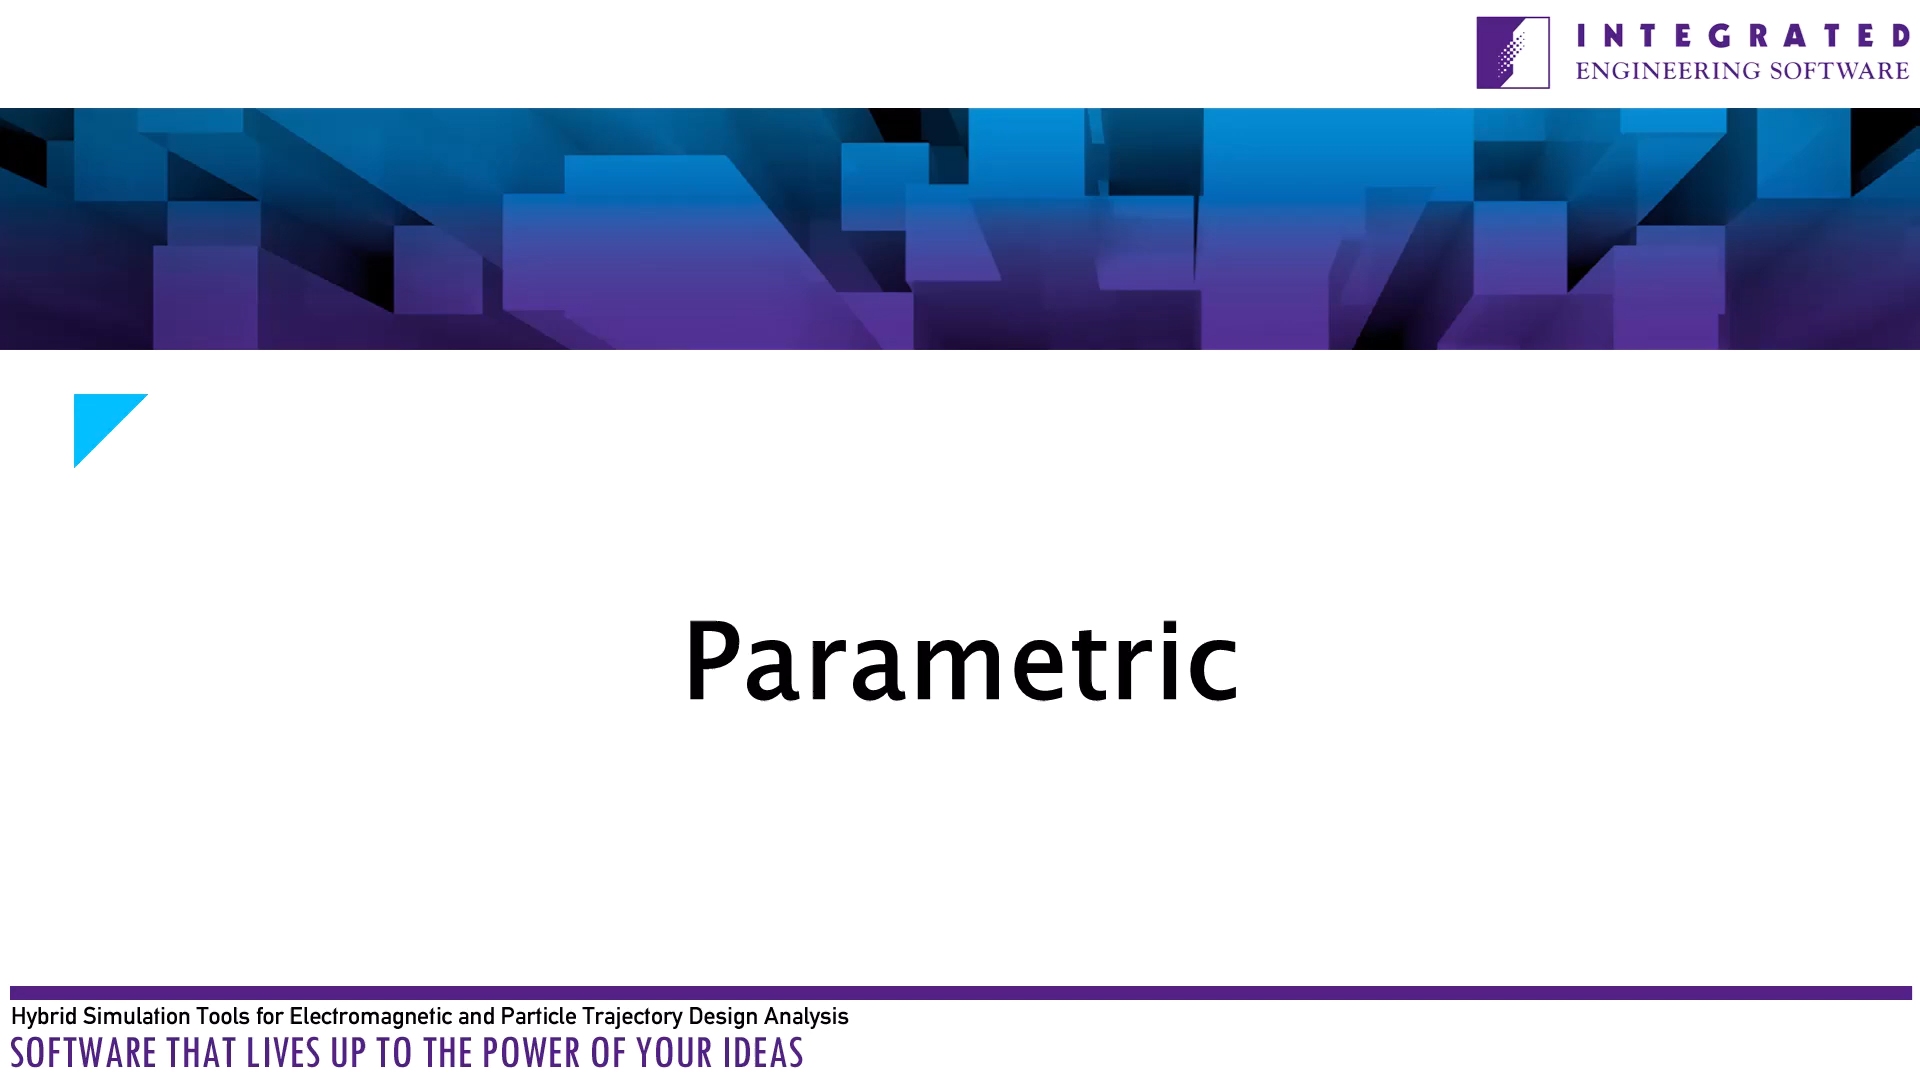 INTEGRATED
ENGINEERING SOFTWARE
Parametric
Hybrid Simulation Tools for Electromagnetic and Particle Trajectory Design Analysis
SOFTWARE THAT LIVES UP TO THE POWER OF YOUR IDEAS